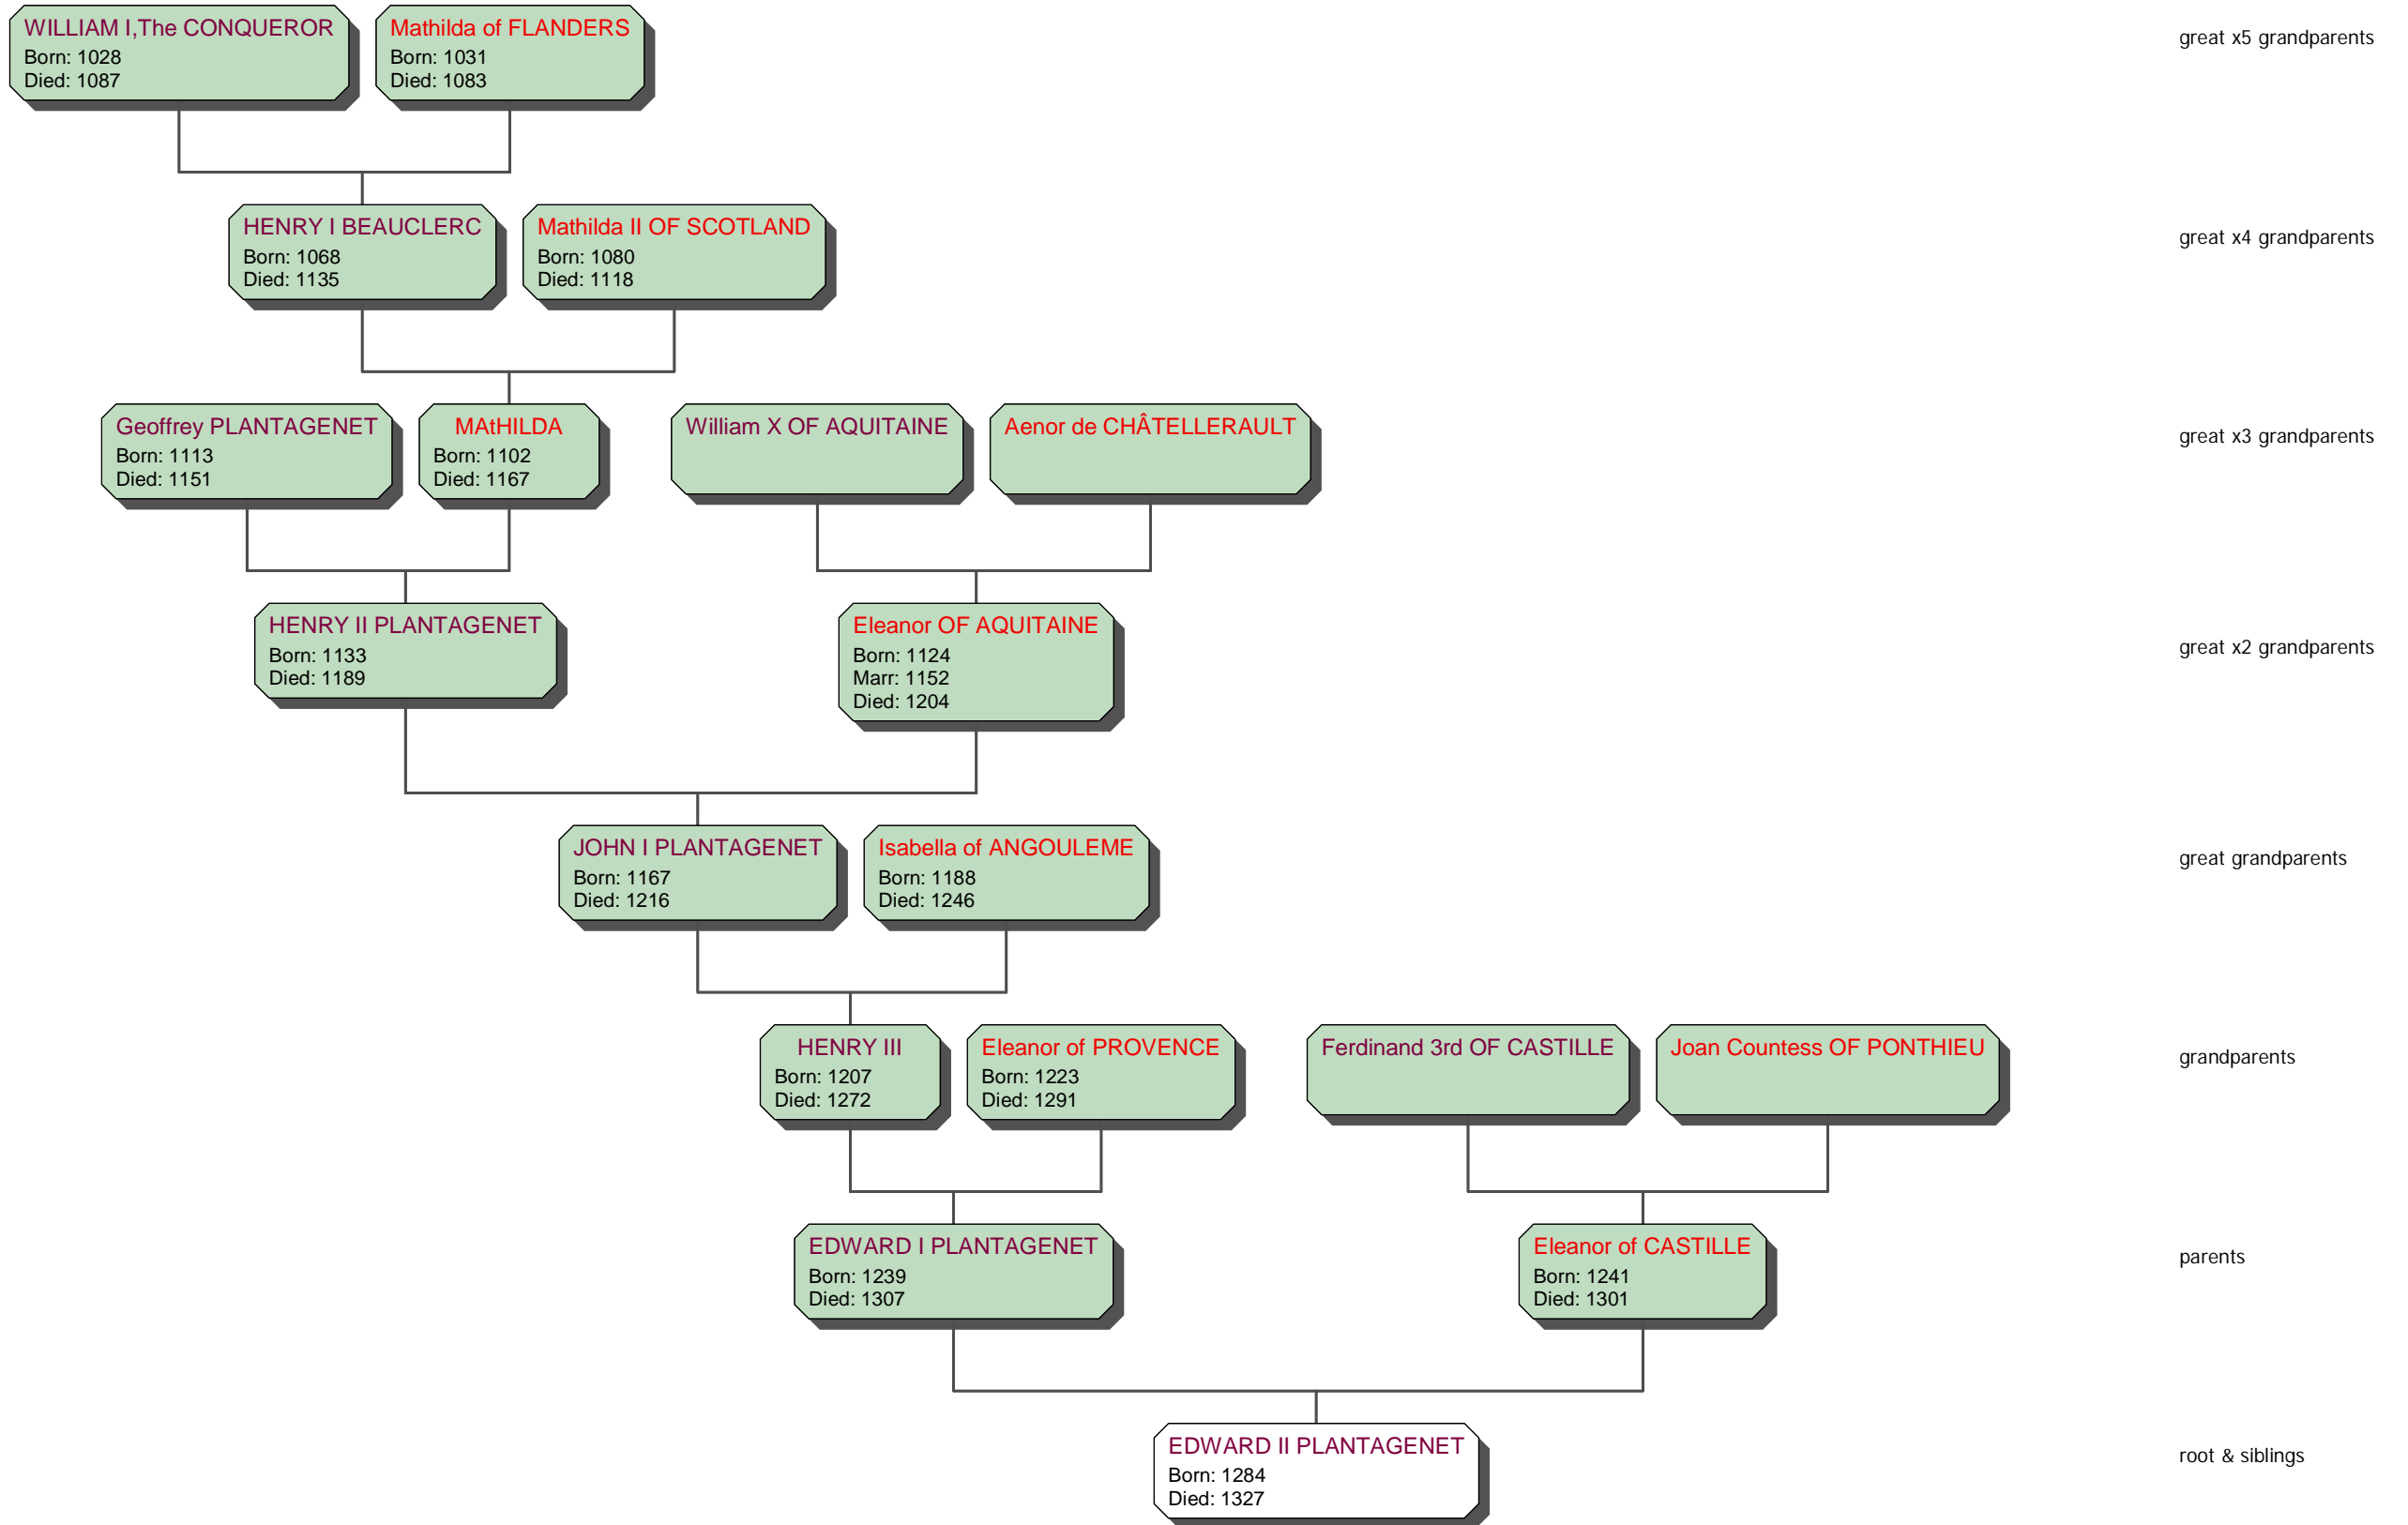 WILLIAM I,The CONQUEROR
Born: 1028
Died: 1087
Mathilda of FLANDERS
Born: 1031
Died: 1083
great x5 grandparents
HENRY I BEAUCLERC
Born: 1068
Died: 1135
Mathilda II OF SCOTLAND
Born: 1080
Died: 1118
great x4 grandparents
Geoffrey PLANTAGENET
Born: 1113
Died: 1151
MAtHILDA
Born: 1102
Died: 1167
William X OF AQUITAINE
Aenor de CHÂTELLERAULT
great x3 grandparents
HENRY II PLANTAGENET
Born: 1133
Died: 1189
Eleanor OF AQUITAINE
Born: 1124
Marr: 1152
Died: 1204
great x2 grandparents
JOHN I PLANTAGENET
Born: 1167
Died: 1216
Isabella of ANGOULEME
Born: 1188
Died: 1246
great grandparents
HENRY III
Born: 1207
Died: 1272
Eleanor of PROVENCE
Born: 1223
Died: 1291
Ferdinand 3rd OF CASTILLE
Joan Countess OF PONTHIEU
grandparents
EDWARD I PLANTAGENET
Born: 1239
Died: 1307
Eleanor of CASTILLE
Born: 1241
Died: 1301
parents
EDWARD II PLANTAGENET
Born: 1284
Died: 1327
root & siblings